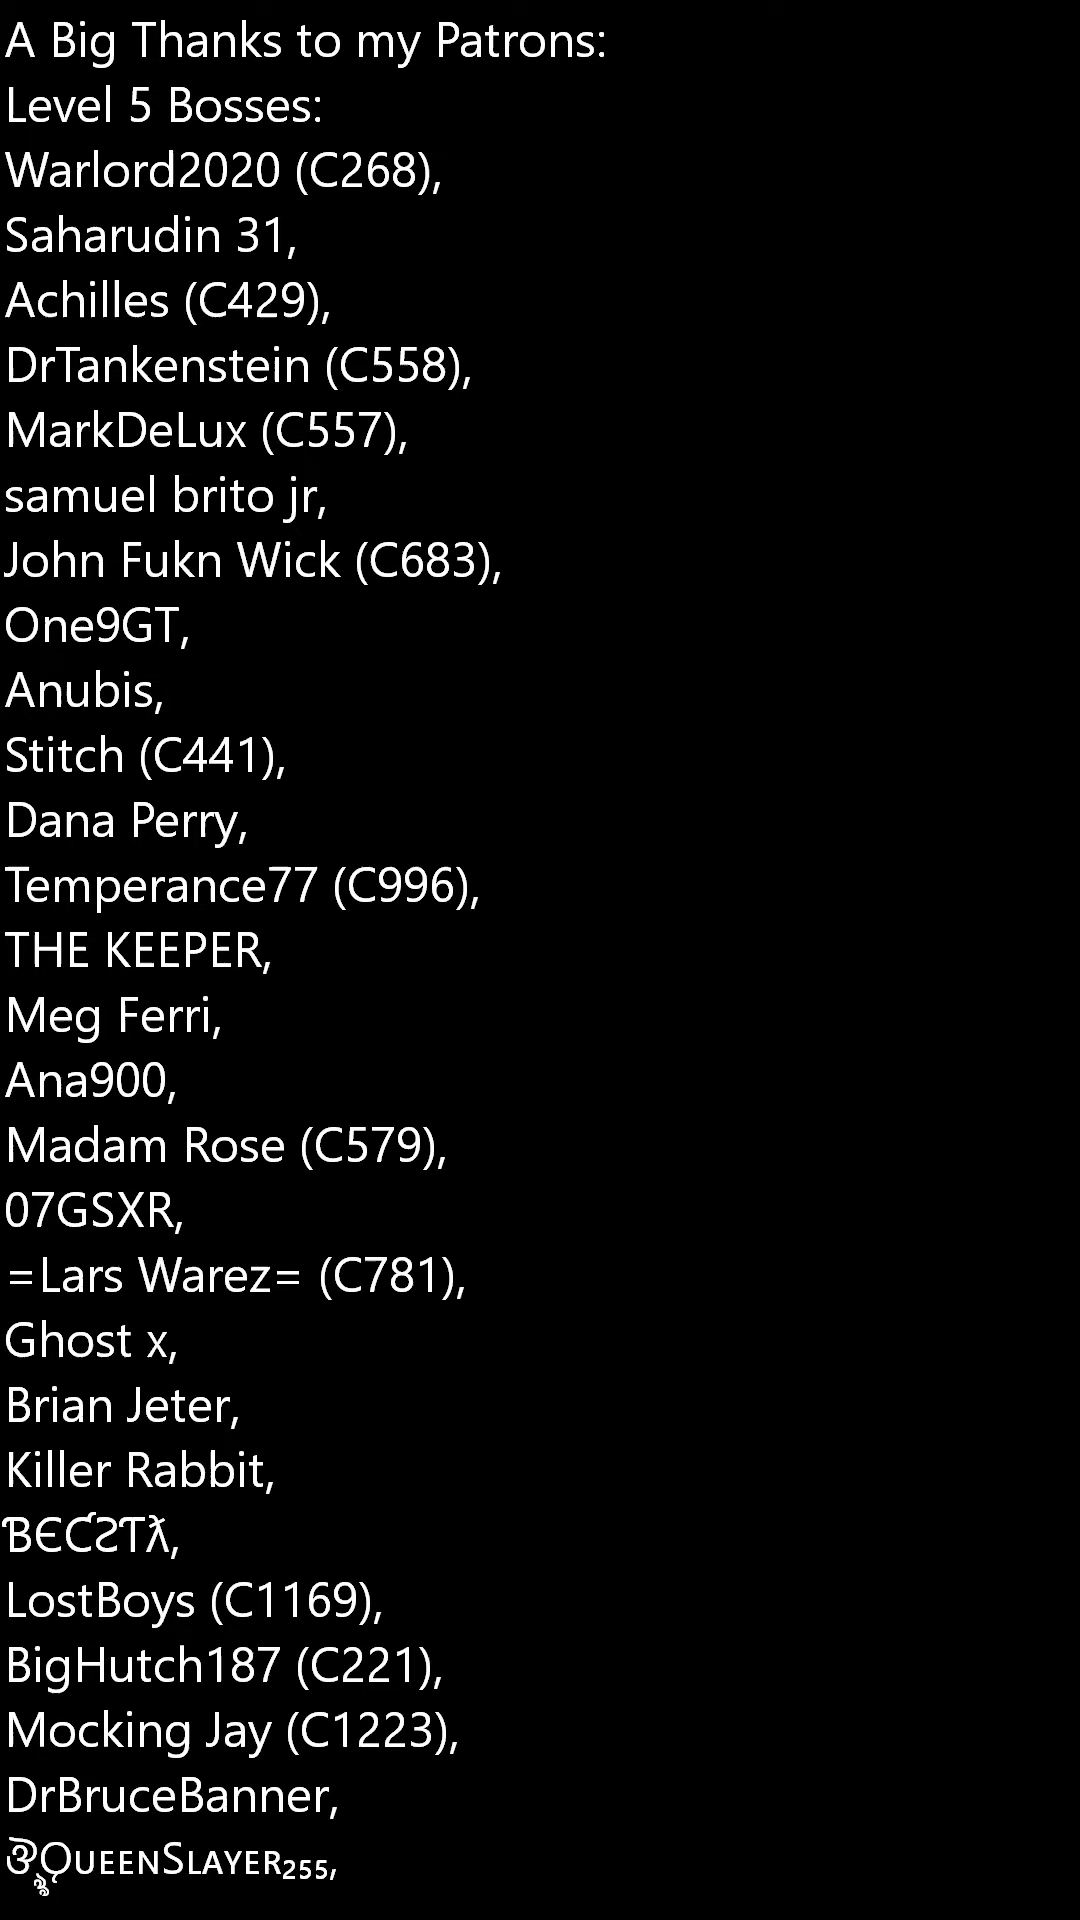 A Big Thanks to my Patrons:
Level 5 Bosses:
Warlord2020 (C268),
Saharudin 31,
Achilles (C429),
DrTankenstein (C558),
MarkDeLux (C557),
samuel brito jr,
John Fukn Wick (C683),
One9GT,
Anubis,
Stitch (C441),
Dana Perry,
Temperance77 (C996),
THE KEEPER,
Meg Ferri,
Ana900,
Madam Rose (C579),
07GSXR,
=Lars Warez= (C781),
Ghost x,
Brian Jeter,
Killer Rabbit,
ƁЄƇƧƬƛ,
LostBoys (C1169),
BigHutch187 (C221),
Mocking Jay (C1223),
DrBruceBanner,
ঔৣQᴜᴇᴇɴSʟᴀʏᴇʀ₂₅₅,